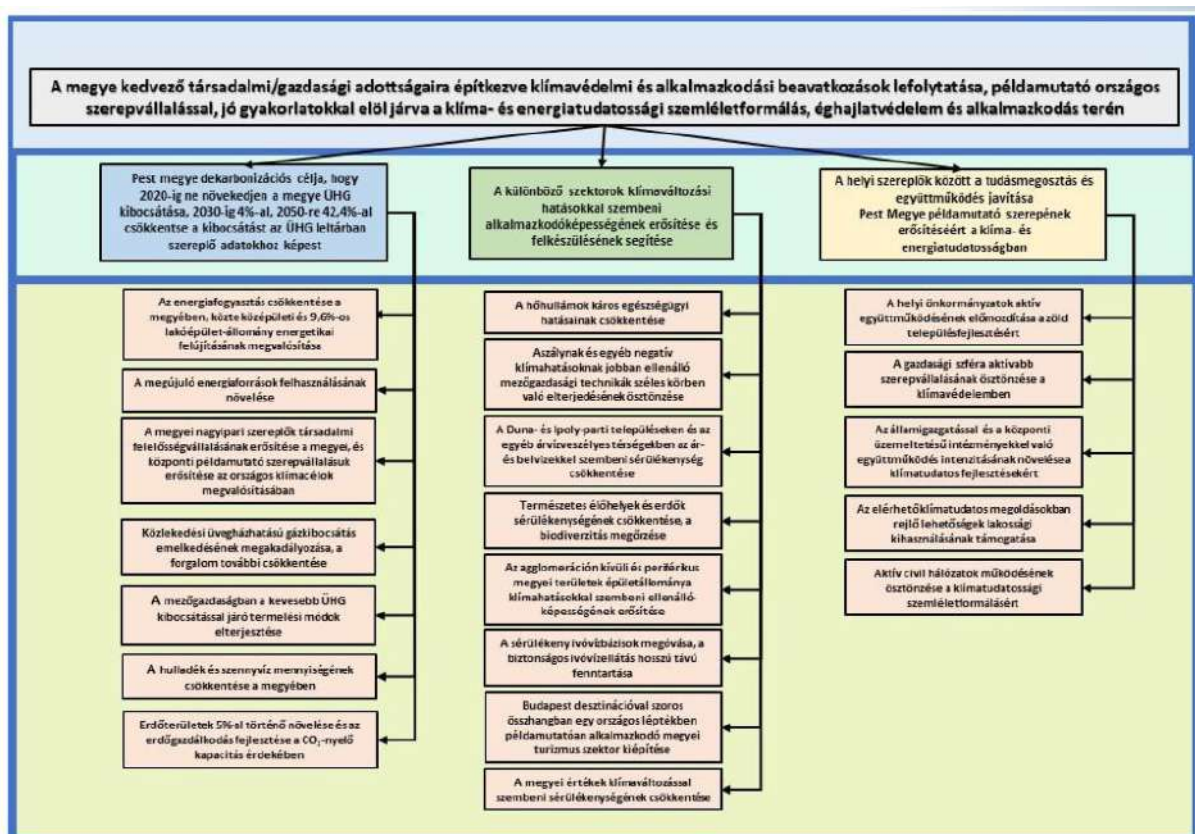 A megye kedvező társadalmi/gazdasági adottságaira építkezve klímavédelmi és alkalmazkodási beavatkozások lefolytatása, példamutató országos
szerepvállalással, jó gyakorlatokkal elöl járva a klíma- és energiatudatossági szemléletformálás, éghajlatvédelem és alkalmazkodás terén
Pest megye dekarbonizációs célja, hogy
2020-ig ne növekedjen a megye ÜHG
kibocsátása, 2030-ig 4%-al, 2050-re 42,4%-al
csökkentse a kibocsátást az ÜHG leltárban
szereplő adatokhoz képest
Az energiafogyasztás csökkentése a
megyében, közte középületi és 9,6%-os
lakóépület-állomány energetikai
felújításának megvalósítása
A megújuló energiaforrások felhasználásának
növelése
A megyei nagyipari szereplők társadalmi
felelősségvállalásának erősítése a megyei, és
központi példamutató szerepvállalásuk
erősítése az országos klímacélok
megvalósításában
Közlekedési üvegházhatású gázkibocsátás
emelkedésének megakadályozása, a
forgalom további csökkentése
A mezőgazdaságban a kevesebb ÜHG
kibocsátással járó termelési módok
elterjesztése
A hulladék és szennyvíz mennyiségének
csökkentése a megyében
Erdőterületek 5%-al történő növelése és az
erdőgazdálkodás fejlesztése a CO₂-nyelő
kapacitás érdekében
A különböző szektorok klímaváltozási
hatásokkal szembeni
alkalmazkodóképességének erősítése és
felkészülésének segítése
A hőhullámok káros egészségügyi
hatásainak csökkentése
Aszálynak és egyéb negatív
klímahatásoknak jobban ellenálló
mezőgazdasági technikák széles körben
való elterjedésének ösztönzése
A Duna- és Ipoly-parti településeken és az
egyéb árvízveszélyes térségekben az ár-
és belvizekkel szembeni sérülékenység
csökkentése
Természetes élőhelyek és erdők
sérülékenységének csökkentése, a
biodiverzitás megőrzése
Az agglomeráción kívüli és periférikus
megyei területek épületállománya
klímahatásokkal szembeni ellenálló-
képességének erősítése
A sérülékeny ivóvízbázisok megóvása, a
biztonságos ivóvízellátás hosszú távú
fenntartása
Budapest desztinációval szoros
összhangban egy országos léptékben
példamutatóan alkalmazkodó megyei
turizmus szektor kiépítése
A megyei értékek klímaváltozással
szembeni sérülékenységének csökkentése
A helyi szereplők között a tudásmegosztás és
együttműködés javítása
Pest Megye példamutató szerepének
erősítéséért a klíma- és
energiatudatosságban
A helyi önkormányzatok aktív
együttműködésének előmozdítása a zöld
településfejlesztésért
A gazdasági szféra aktívabb
szerepvállalásának ösztönzése a
klímavédelemben
Az államigazgatással és a központi
üzemeltetésű intézményekkel való
együttműködés intenzitásának növelése a
klímatudatos fejlesztésekért
Az elérhető klímatudatos megoldásokban
rejlő lehetőségek lakossági
kihasználásának támogatása
Aktív civil hálózatok működésének
ösztönzése a klímatudatossági
szemléletformálásért